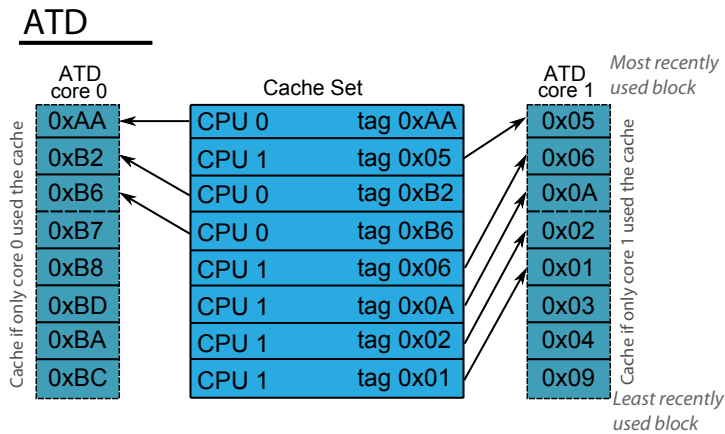 ATD
ATD
core 0
Cache if only core 0 used the cache
0xAA
0xB2
0xB6
0xB7
0xB8
0xBD
0xBA
0xBC
Cache Set
CPU 0 tag 0xAA
CPU 1 tag 0x05
CPU 0 tag 0xB2
CPU 0 tag 0xB6
CPU 1 tag 0x06
CPU 1 tag 0x0A
CPU 1 tag 0x02
CPU 1 tag 0x01
ATD
core 1
Most recently
used block
0x05
0x06
0x0A
0x02
0x01
0x03
0x04
0x09
Cache if only core 1 used the cache
Least recently
used block